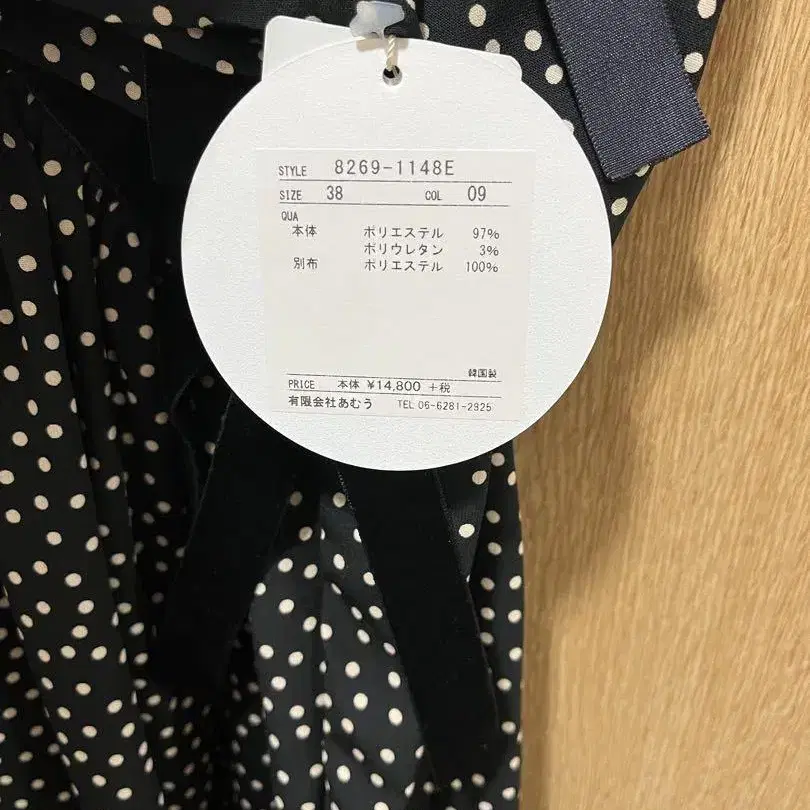 STYLE 8269-1148E
SIZE 38 COL 09
QUA
本体 ポリエステル 97%
ポリウレタン 3%
別布 ポリエステル 100%
韓国製
PRICE 本体 ¥14,800 +税
有限会社あむう TEL 06-6281-2325